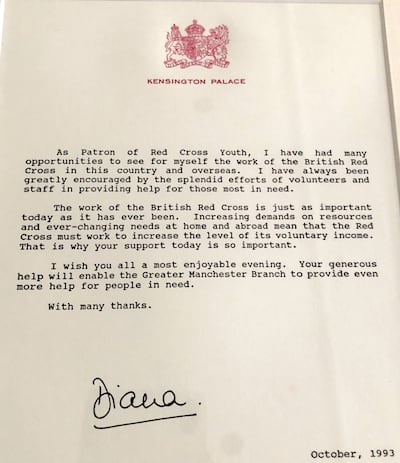 KENSINGTON PALACE
As Patron of Red Cross Youth, I have had many
opportunities to see for myself the work of the British Red
Cross in this country and overseas. I have always been
greatly encouraged by the splendid efforts of volunteers and
staff in providing help for those most in need.
The work of the British Red Cross is just as important
today as it has ever been. Increasing demands on resources
and ever-changing needs at home and abroad mean that the Red
Cross must work to increase the level of its voluntary income.
That is why your support today is so important.
I wish you all a most enjoyable evening. Your generous
help will enable the Greater Manchester Branch to provide even
more help for people in need.
With many thanks.
Diana.
October, 1993